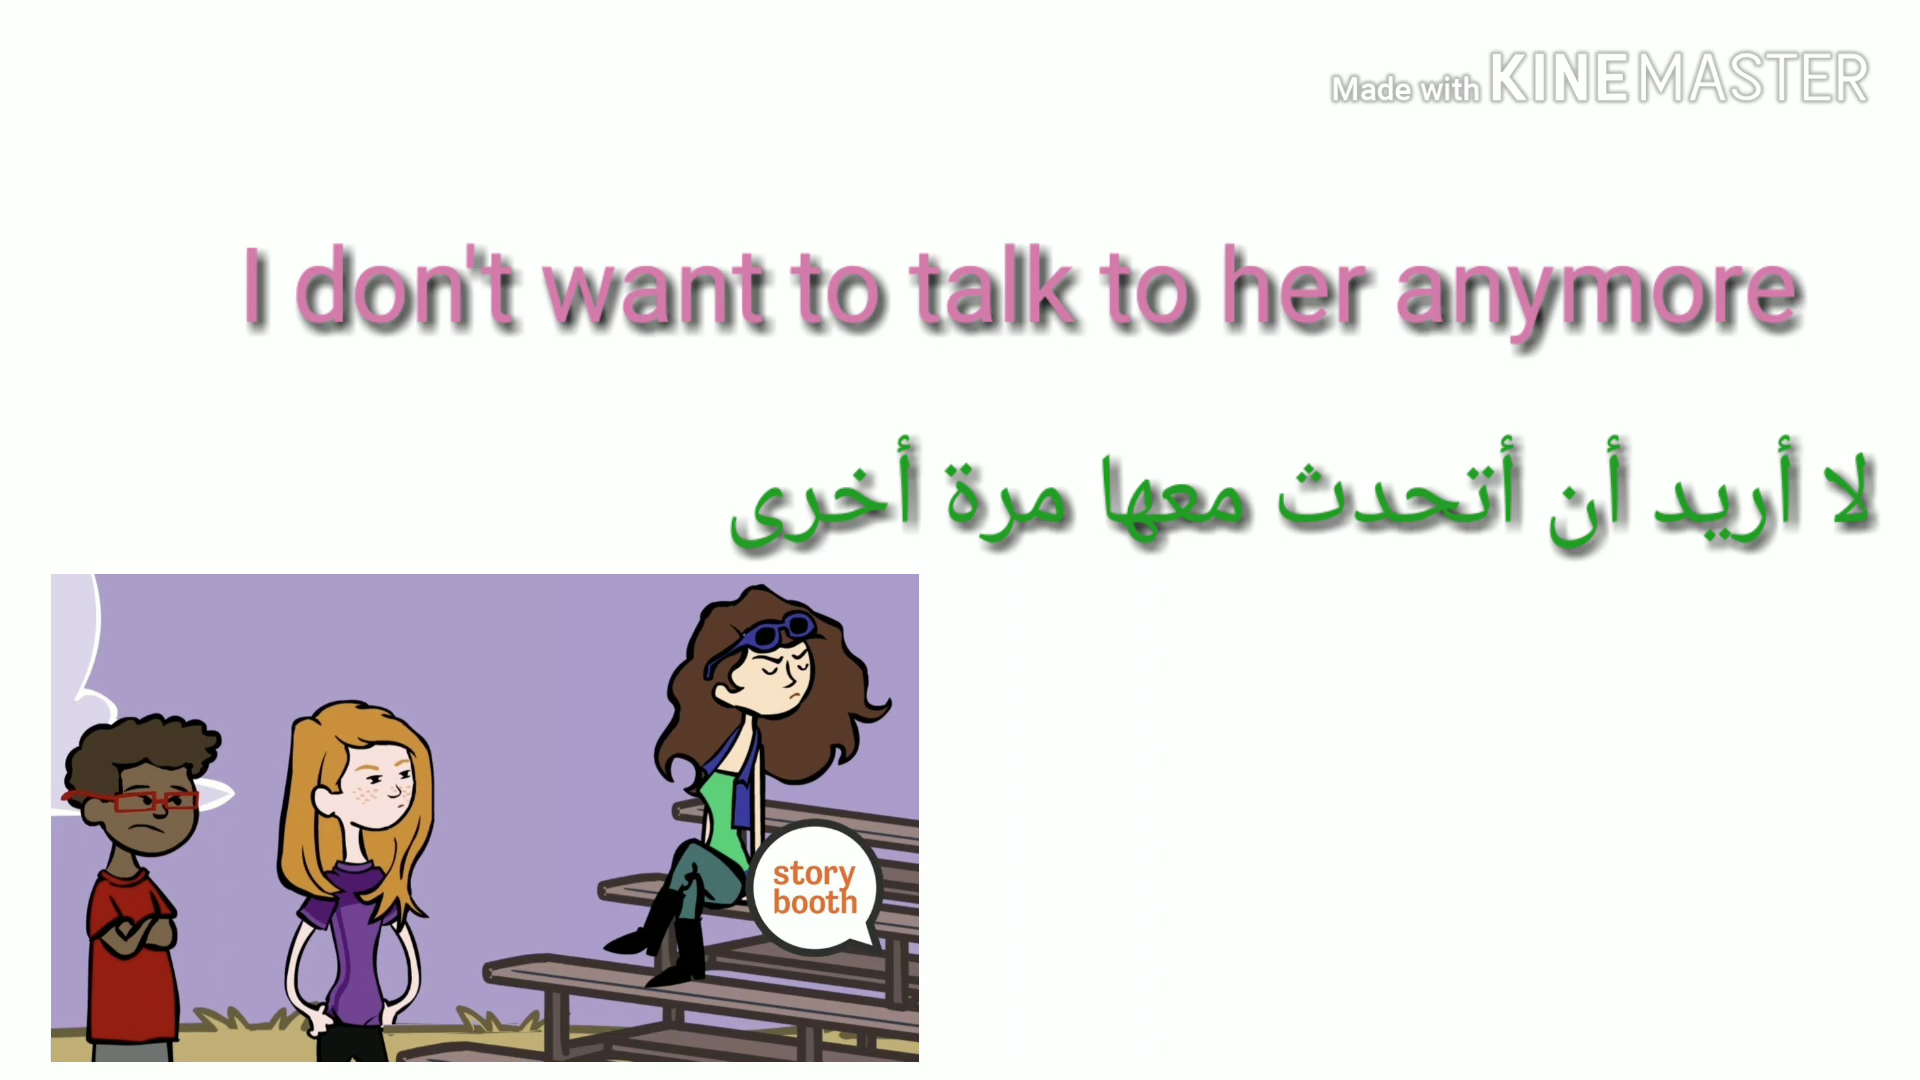 Made with KINEMASTER
I don't want to talk to her anymore
لا أريد أن أتحدث معها مرة أخرى
story
booth